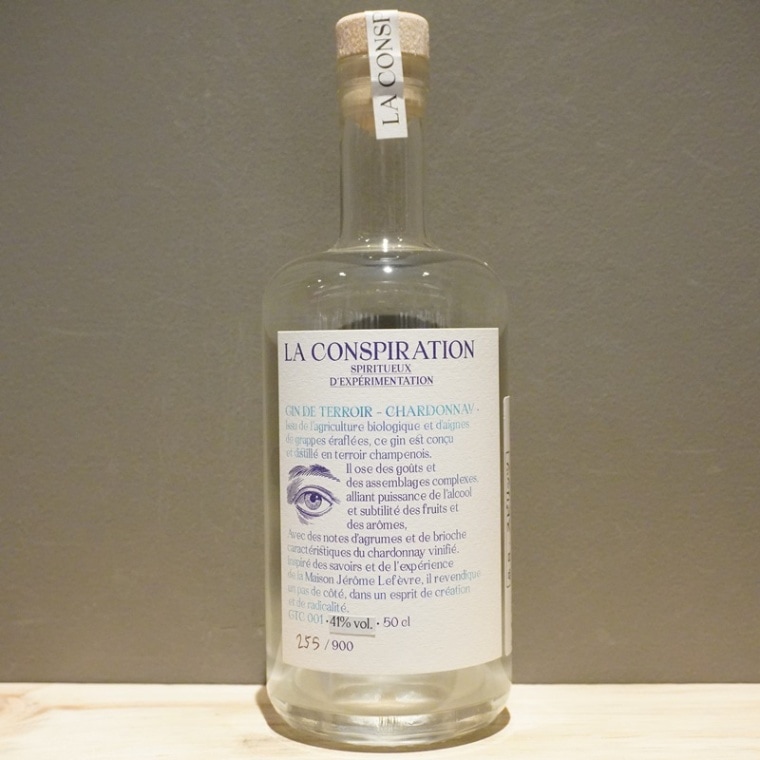 LA CONSP
LA CONSPIRATION
SPIRITUEUX
D'EXPÉRIMENTATION
GIN DE TERROIR - CHARDONNAY ·
Issu de l'agriculture biologique et d'aignes
de grappes éraflées, ce gin est conçu
et distillé en terroir champenois.
Il ose des goûts et
des assemblages complexes,
alliant puissance de l'alcool
et subtilité des fruits et
des arômes,
Avec des notes d'agrumes et de brioche
caractéristiques du chardonnay vinifié.
Inspiré des savoirs et de l'expérience
de la Maison Jérôme Lefèvre, il revendique
un pas de côté, dans un esprit de création
et de radicalité.
GTC 001 · 41% vol. · 50 cl
255 / 900